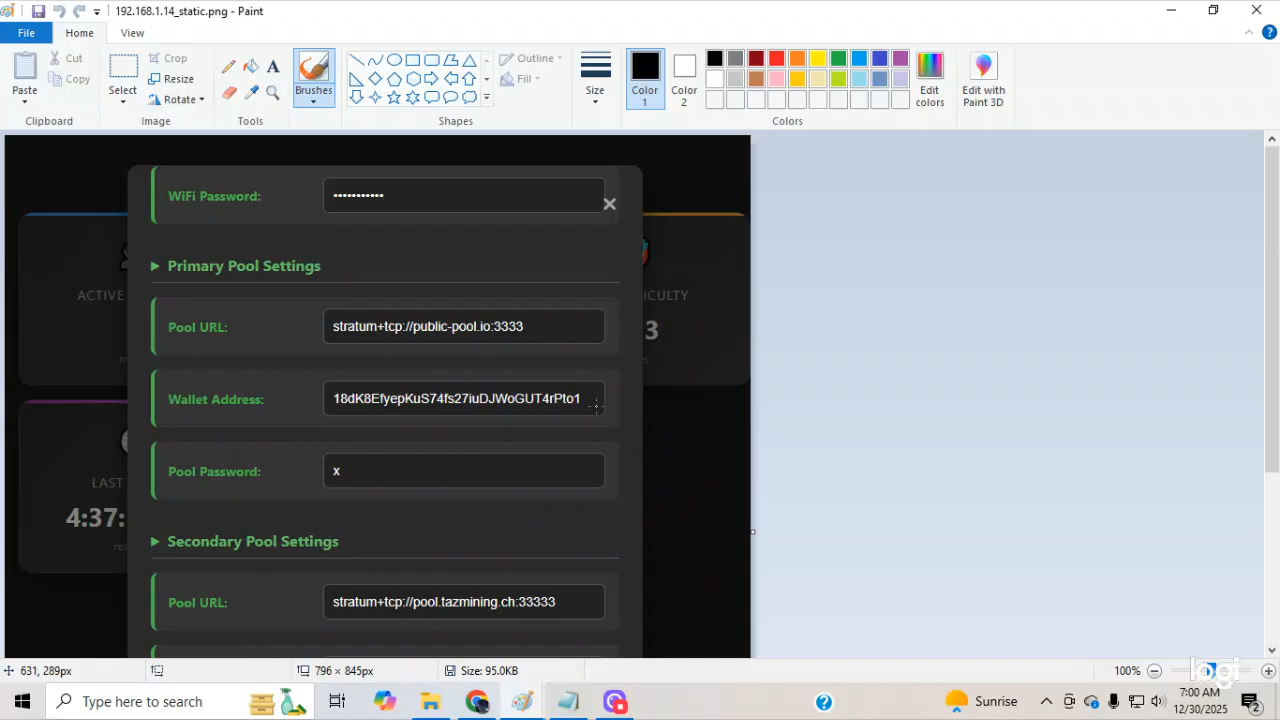 192.168.1.14_static.png - Paint
File
Home
View
Paste
Cut
Copy
Clipboard
Select
Crop
Resize
Rotate
Image
Tools
Brushes
Shapes
Outline
Fill
Size
Color
1
Color
2
Edit
colors
Edit with
Paint 3D
Colors
WiFi Password:
•••••••••••
Primary Pool Settings
ACTIVE
ICULTY
Pool URL:
stratum+tcp://public-pool.io:3333
3
Wallet Address:
18dK8EfyepKuS74fs27iuDJWoGUT4rPto1
Pool Password:
x
LAST
4:37:
Secondary Pool Settings
Pool URL:
stratum+tcp://pool.tazmining.ch:33333
631, 289px
796 × 845px
Size: 95.0KB
100%
logi
Type here to search
Sunrise
7:00 AM
12/30/2025
2